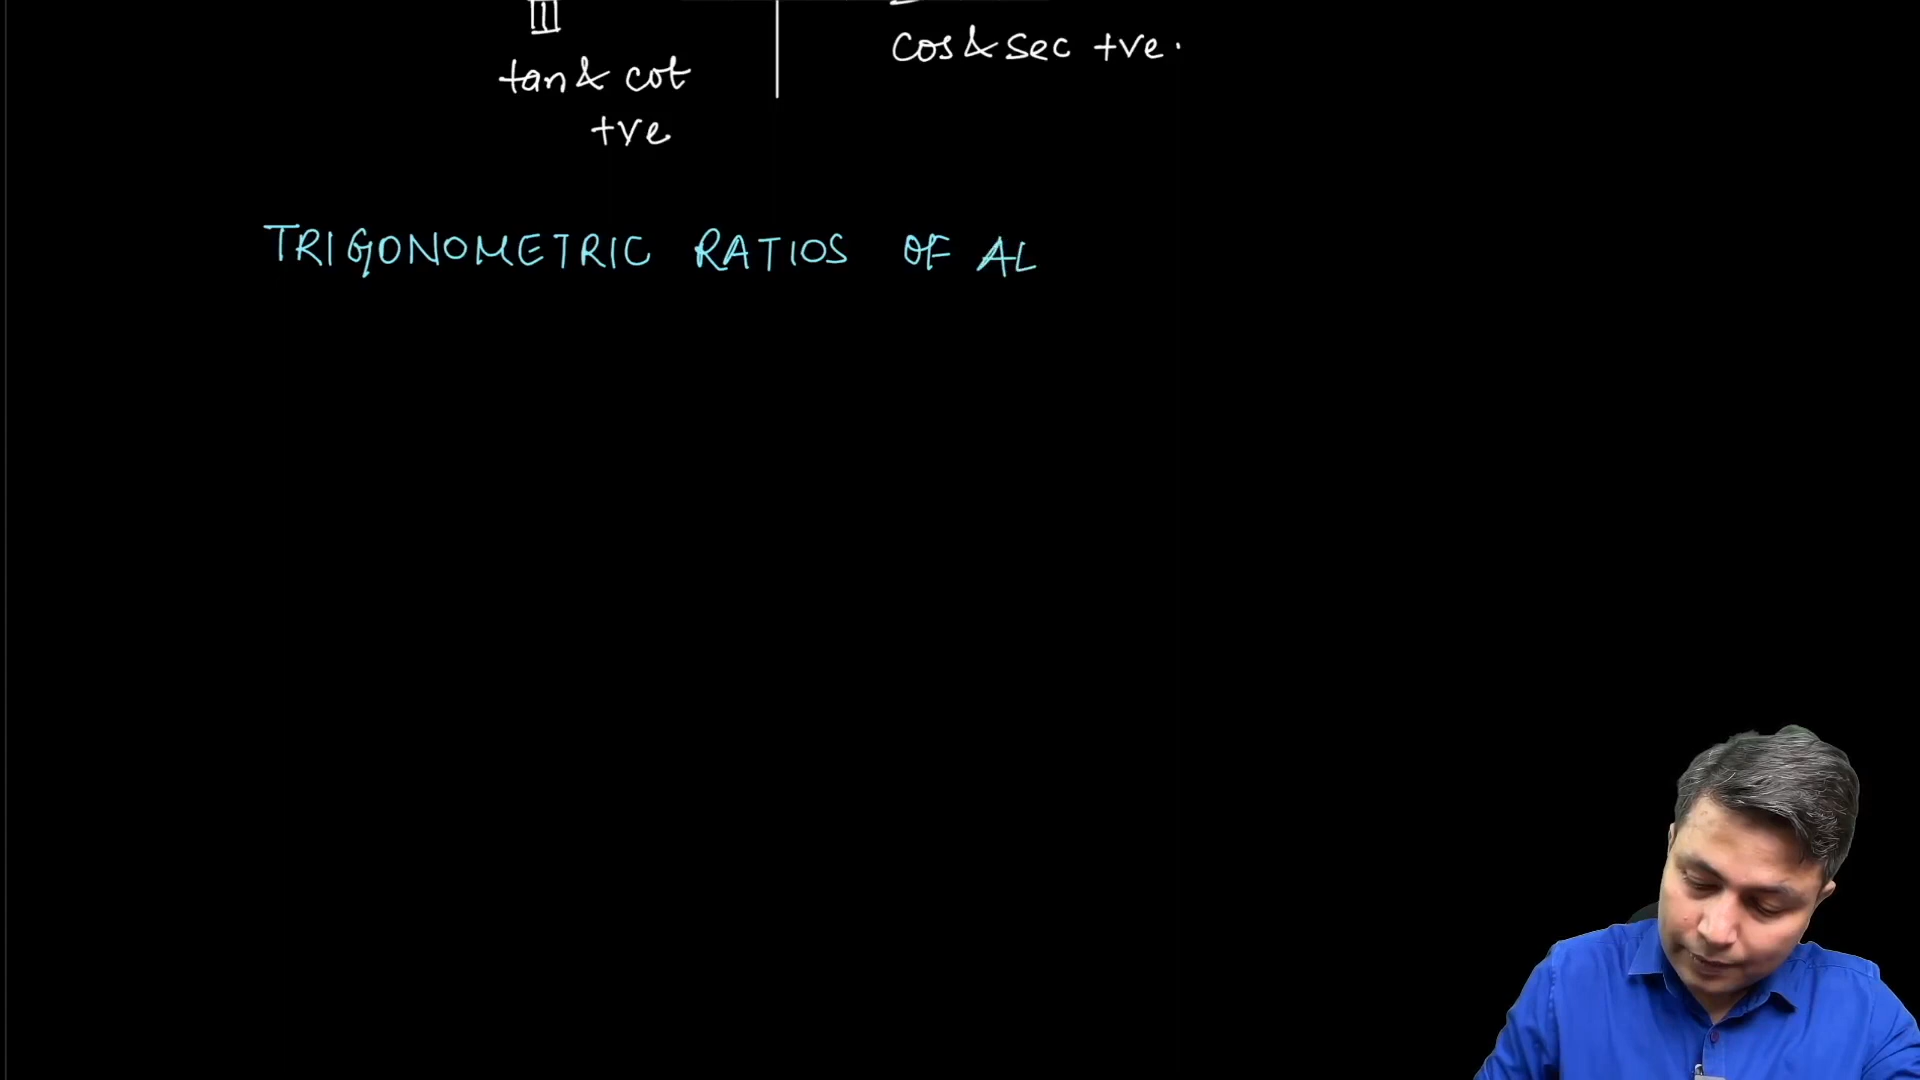 III
tan & cot
+ve
cos & sec +ve.
TRIGONOMETRIC RATIOS OF AL